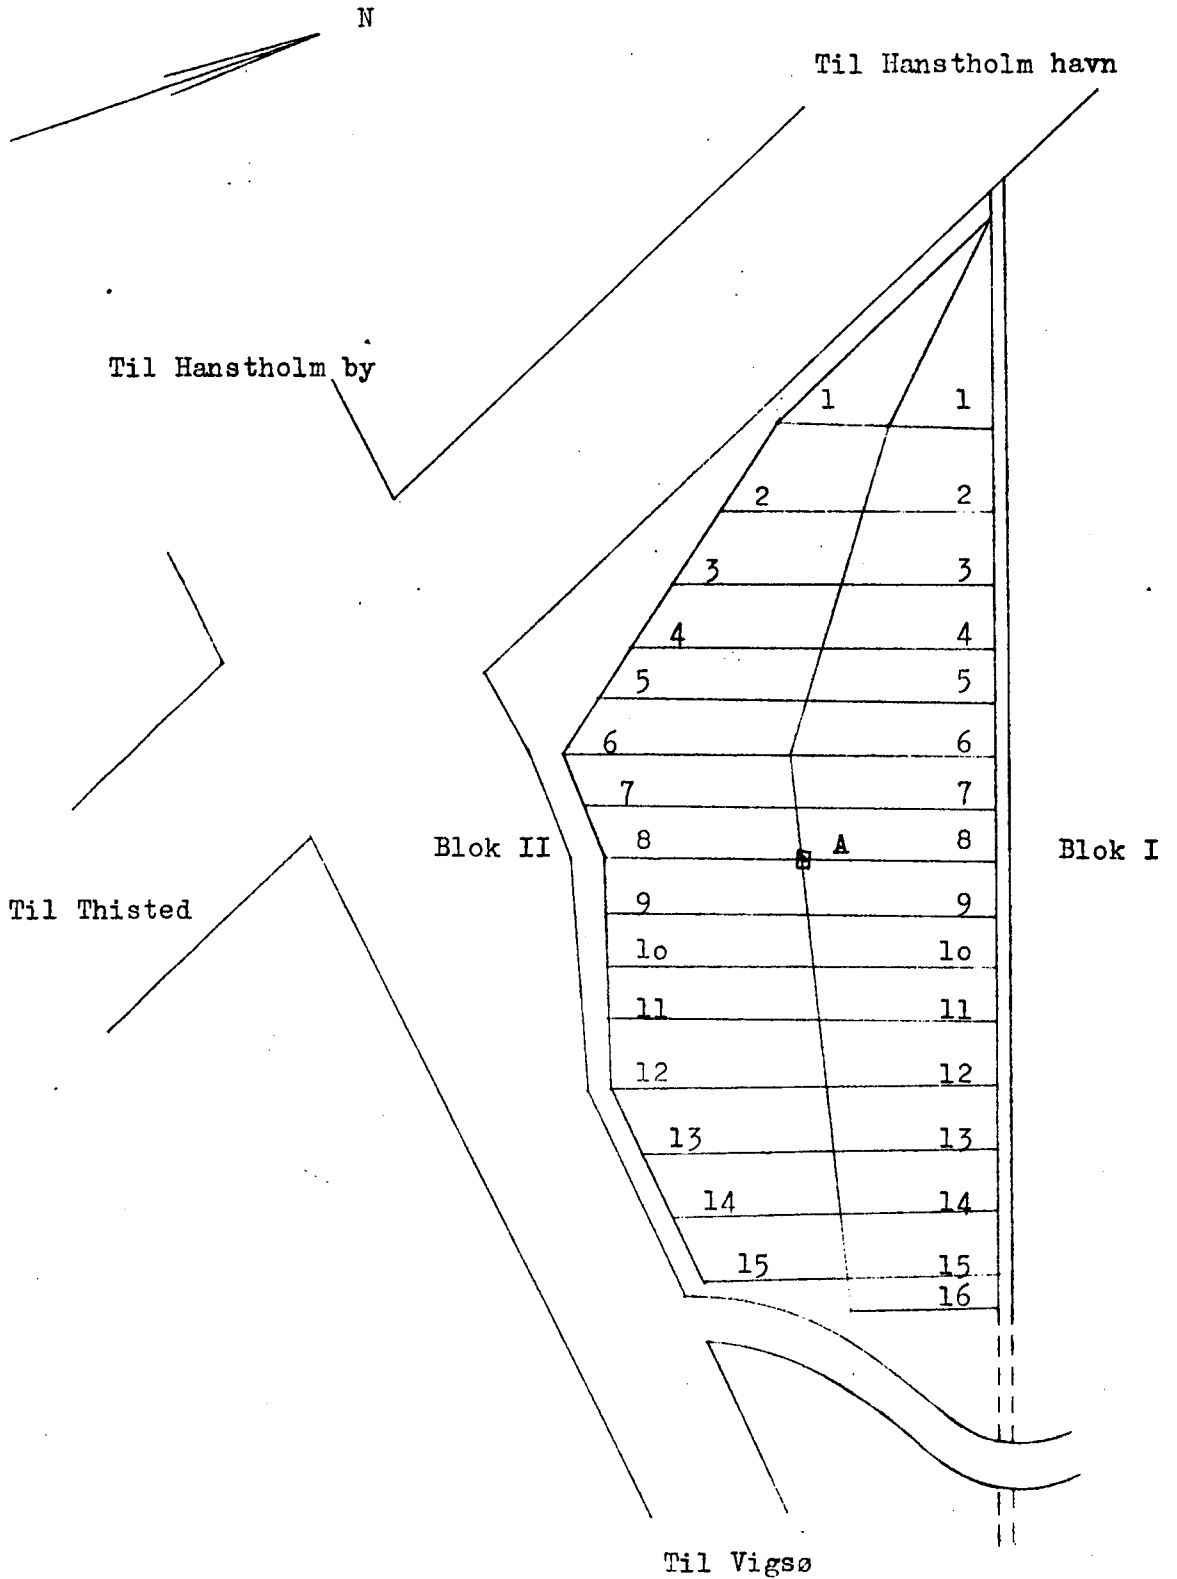 N
Til Hanstholm havn
Til Hanstholm by
1 1
2 2
3 3
4 4
5 5
6 6
7 7
Blok II 8 A 8 Blok I
Til Thisted 9 9
lo lo
11 11
12 12
13 13
14 14
15 15
16
Til Vigsø